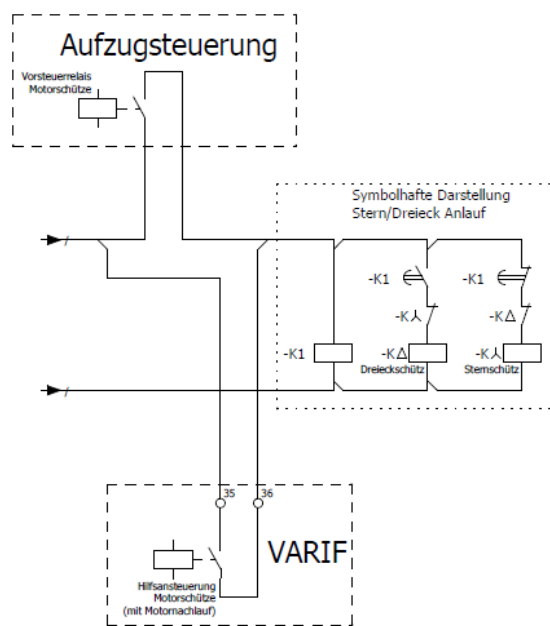 Aufzugsteuerung
Vorsteuerrelais
Motorschütze
Symbolhafte Darstellung
Stern/Dreieck Anlauf
-K1
-K1
-K⅄
-KΔ
-K1
-KΔ
Dreieckschütz
-K⅄
Sternschütz
35
36
VARIF
Hilfsansteuerung
Motorschütze
(mit Motornachlauf)